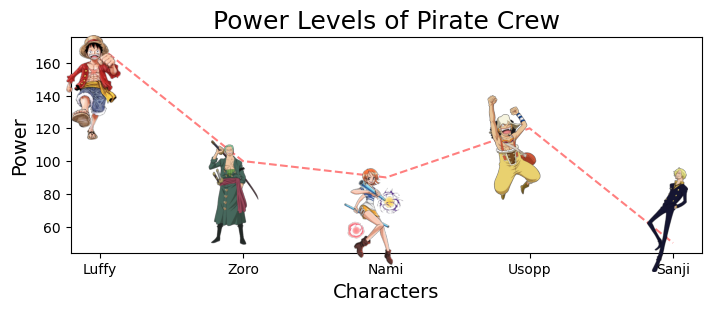 Power Levels of Pirate Crew
Power
160
140
120
100
80
60
Luffy Zoro Nami Usopp Sanji
Characters